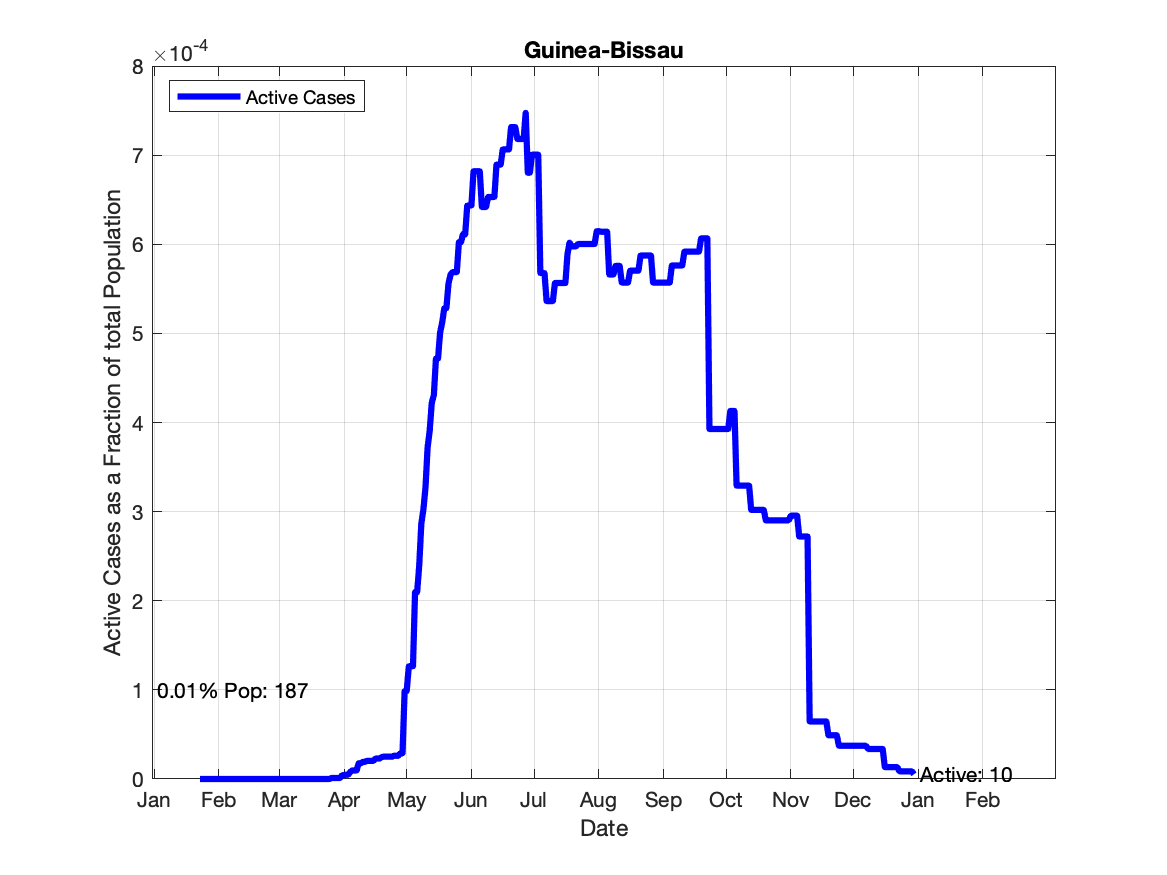 Guinea-Bissau
×10-4
Active Cases
8
7
6
5
4
3
2
1
0
Active Cases as a Fraction of total Population
0.01% Pop: 187
Active: 10
Jan Feb Mar Apr May Jun Jul Aug Sep Oct Nov Dec Jan Feb
Date